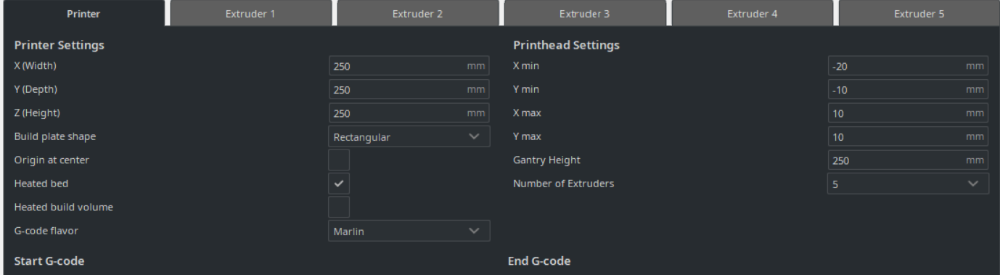 Printer Extruder 1 Extruder 2 Extruder 3 Extruder 4 Extruder 5
Printer Settings
X (Width) 250 mm
Y (Depth) 250 mm
Z (Height) 250 mm
Build plate shape Rectangular
Origin at center
Heated bed
Heated build volume
G-code flavor Marlin
Printhead Settings
X min -20 mm
Y min -10 mm
X max 10 mm
Y max 10 mm
Gantry Height 250 mm
Number of Extruders 5
Start G-code
End G-code